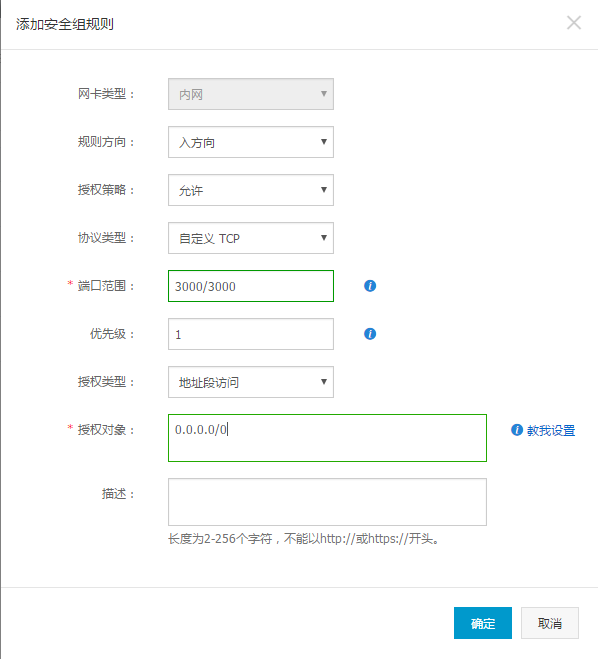 添加安全组规则
网卡类型： 内网
规则方向： 入方向
授权策略： 允许
协议类型： 自定义 TCP
* 端口范围： 3000/3000
优先级： 1
授权类型： 地址段访问
* 授权对象： 0.0.0.0/0 教我设置
描述：
长度为2-256个字符，不能以http://或https://开头。
确定 取消